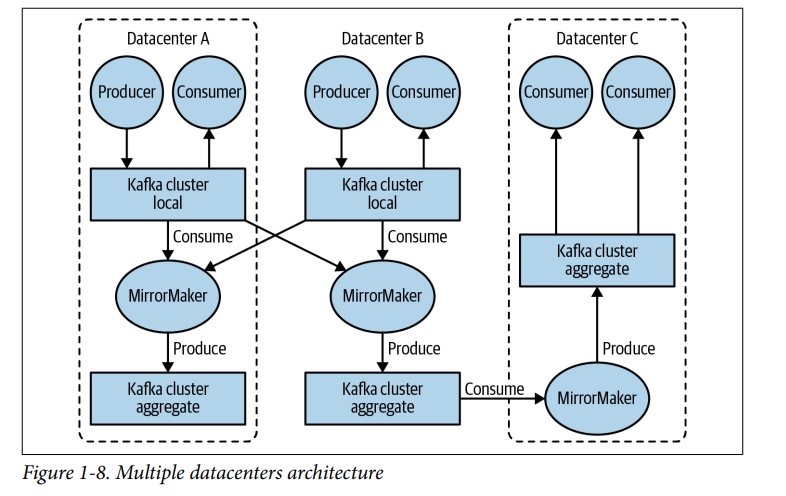 Datacenter A
Datacenter B
Datacenter C
Producer
Consumer
Producer
Consumer
Consumer
Consumer
Kafka cluster
local
Kafka cluster
local
Consume
Consume
Kafka cluster
aggregate
MirrorMaker
MirrorMaker
Produce
Produce
Produce
Kafka cluster
aggregate
Kafka cluster
aggregate
Consume
MirrorMaker
Figure 1-8. Multiple datacenters architecture